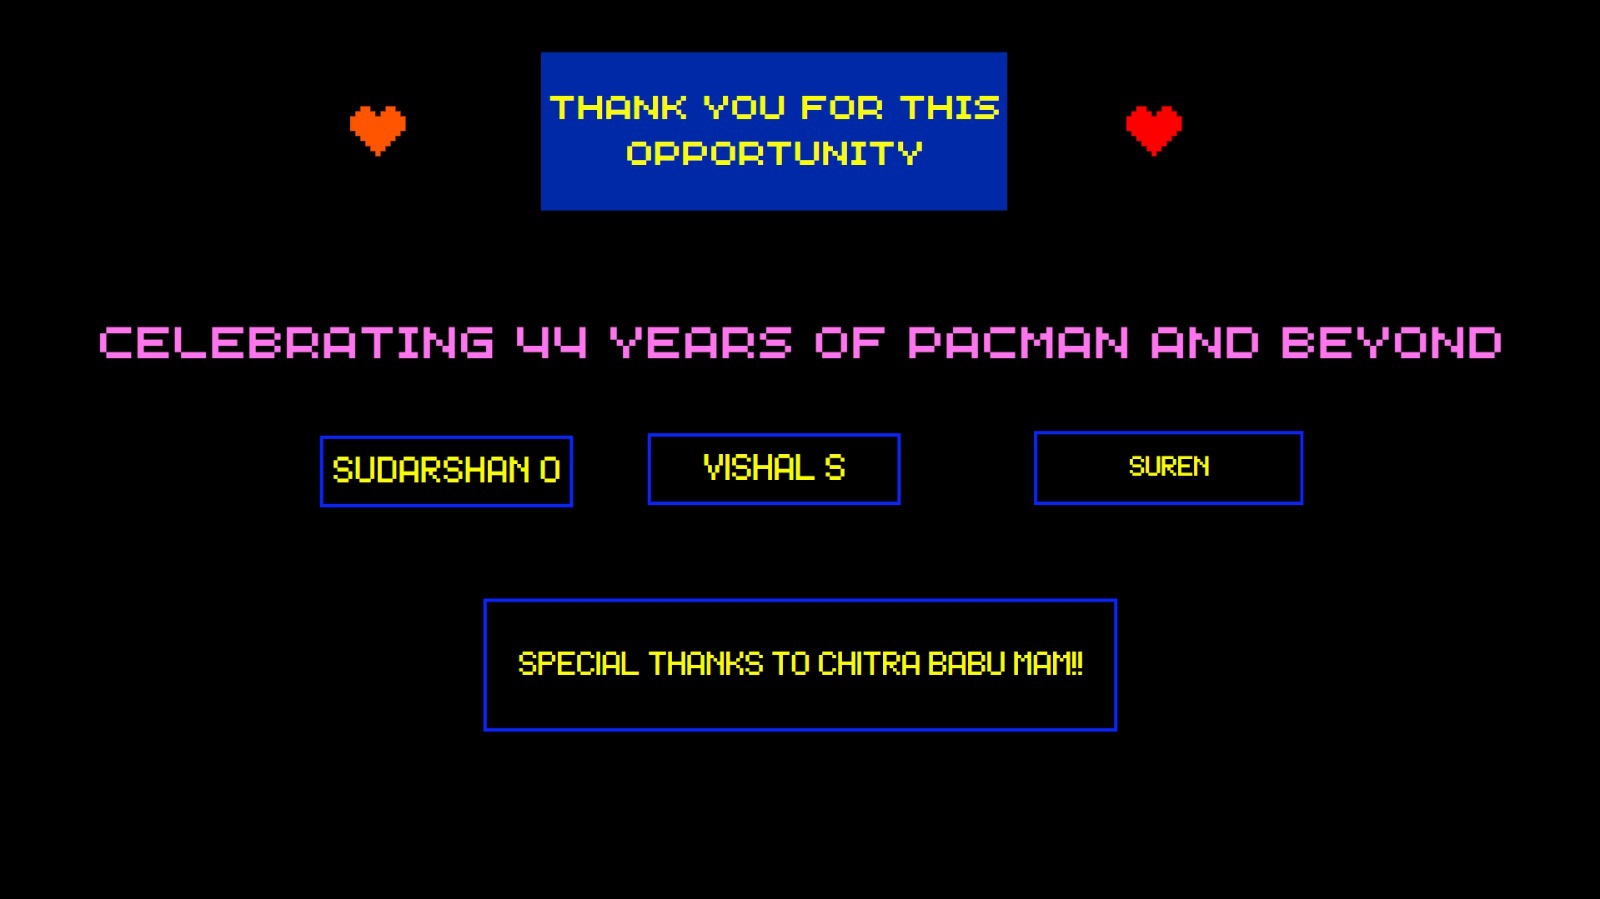 THANK YOU FOR THIS
OPPORTUNITY
CELEBRATING 44 YEARS OF PACMAN AND BEYOND
SUDARSHAN O
VISHAL S
SUREN
SPECIAL THANKS TO CHITRA BABU MAM!!